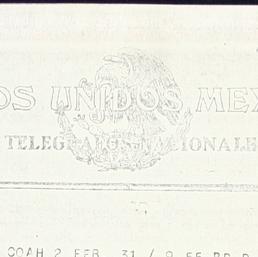 OS UNIDOS MEX
TELEGRAFOS NACIONALE
COAH 2 FEB 31 / 9 55